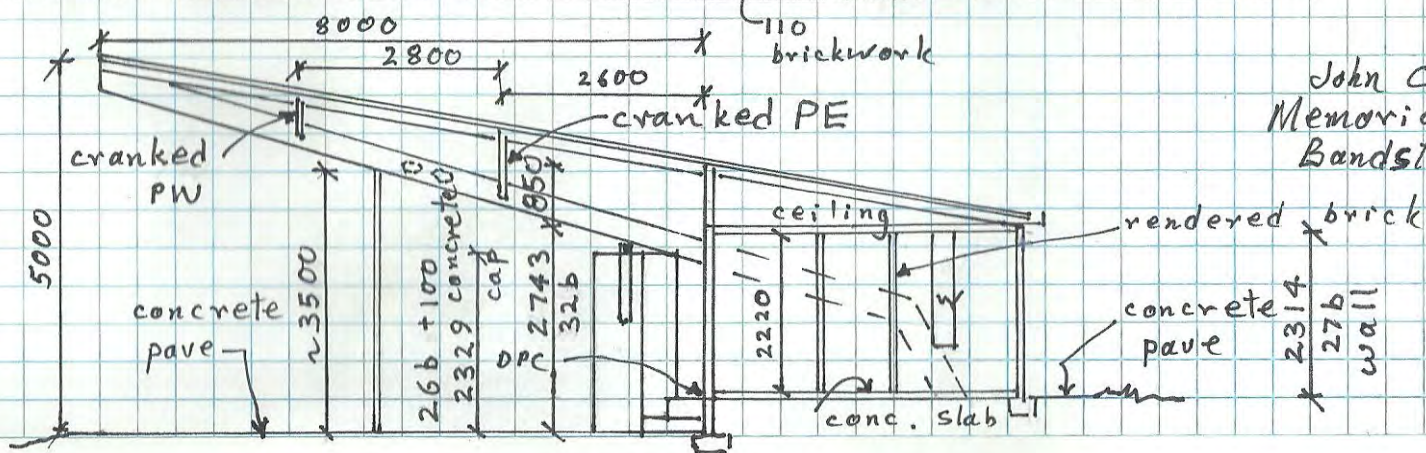 8000
110
brickwork
2800
2600
John C
Memoria
Bandst
cranked PE
cranked
PW
5000
~3500
850
ceiling
rendered brick
26b +100
2329 concrete
cap
2743
32b
2220
concrete
pave
DPC
concrete
pave
2314
27b
wall
conc. slab